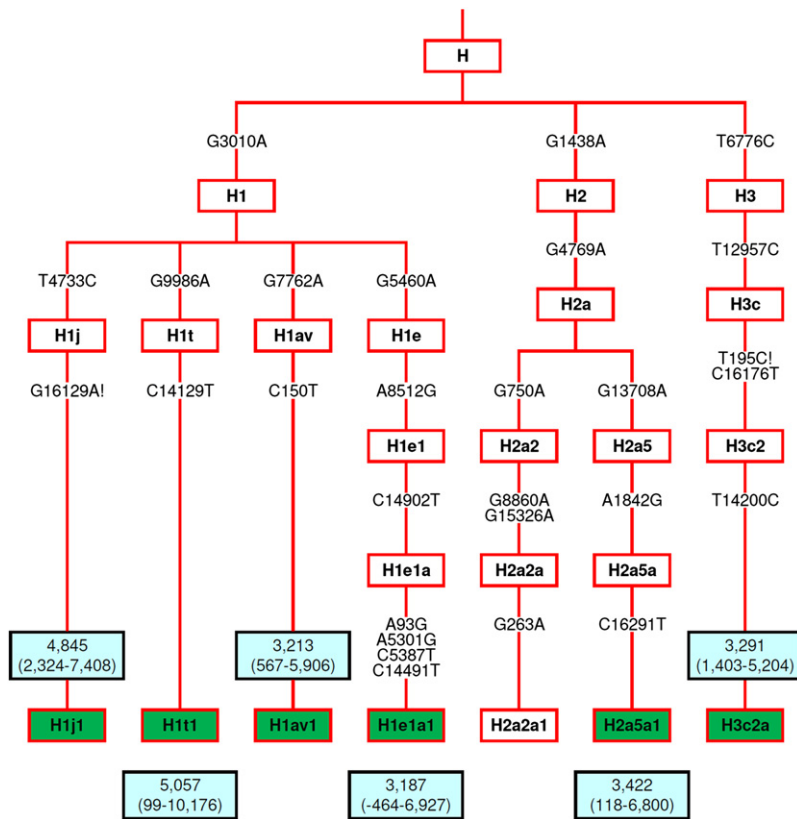 H
G3010A
G1438A
T6776C
H1
H2
H3
G4769A
T12957C
T4733C
G9986A
G7762A
G5460A
H2a
H3c
H1j
H1t
H1av
H1e
T195C!
C16176T
G16129A!
C14129T
C150T
A8512G
G750A
G13708A
H1e1
H2a2
H2a5
H3c2
C14902T
G8860A
G15326A
A1842G
T14200C
H1e1a
H2a2a
H2a5a
A93G
A5301G
C5387T
C14491T
G263A
C16291T
4,845
(2,324-7,408)
3,213
(567-5,906)
3,291
(1,403-5,204)
H1j1
H1t1
H1av1
H1e1a1
H2a2a1
H2a5a1
H3c2a
5,057
(99-10,176)
3,187
(-464-6,927)
3,422
(118-6,800)